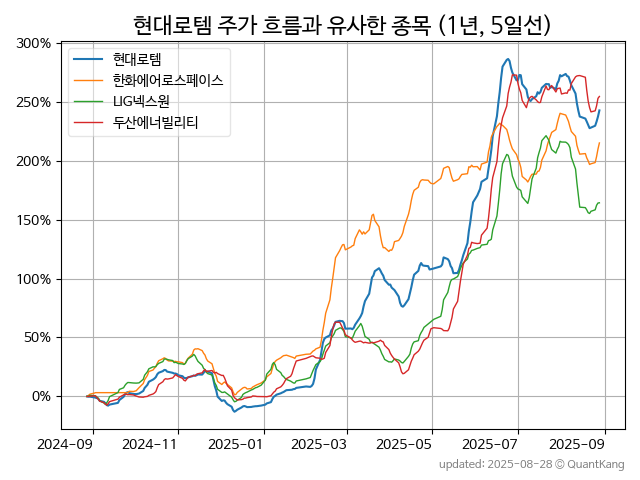 현대로템 주가 흐름과 유사한 종목 (1년, 5일선)
300%
250%
200%
150%
100%
50%
0%
현대로템
한화에어로스페이스
LIG넥스원
두산에너빌리티
2024-09 2024-11 2025-01 2025-03 2025-05 2025-07 2025-09
updated: 2025-08-28 © QuantKang